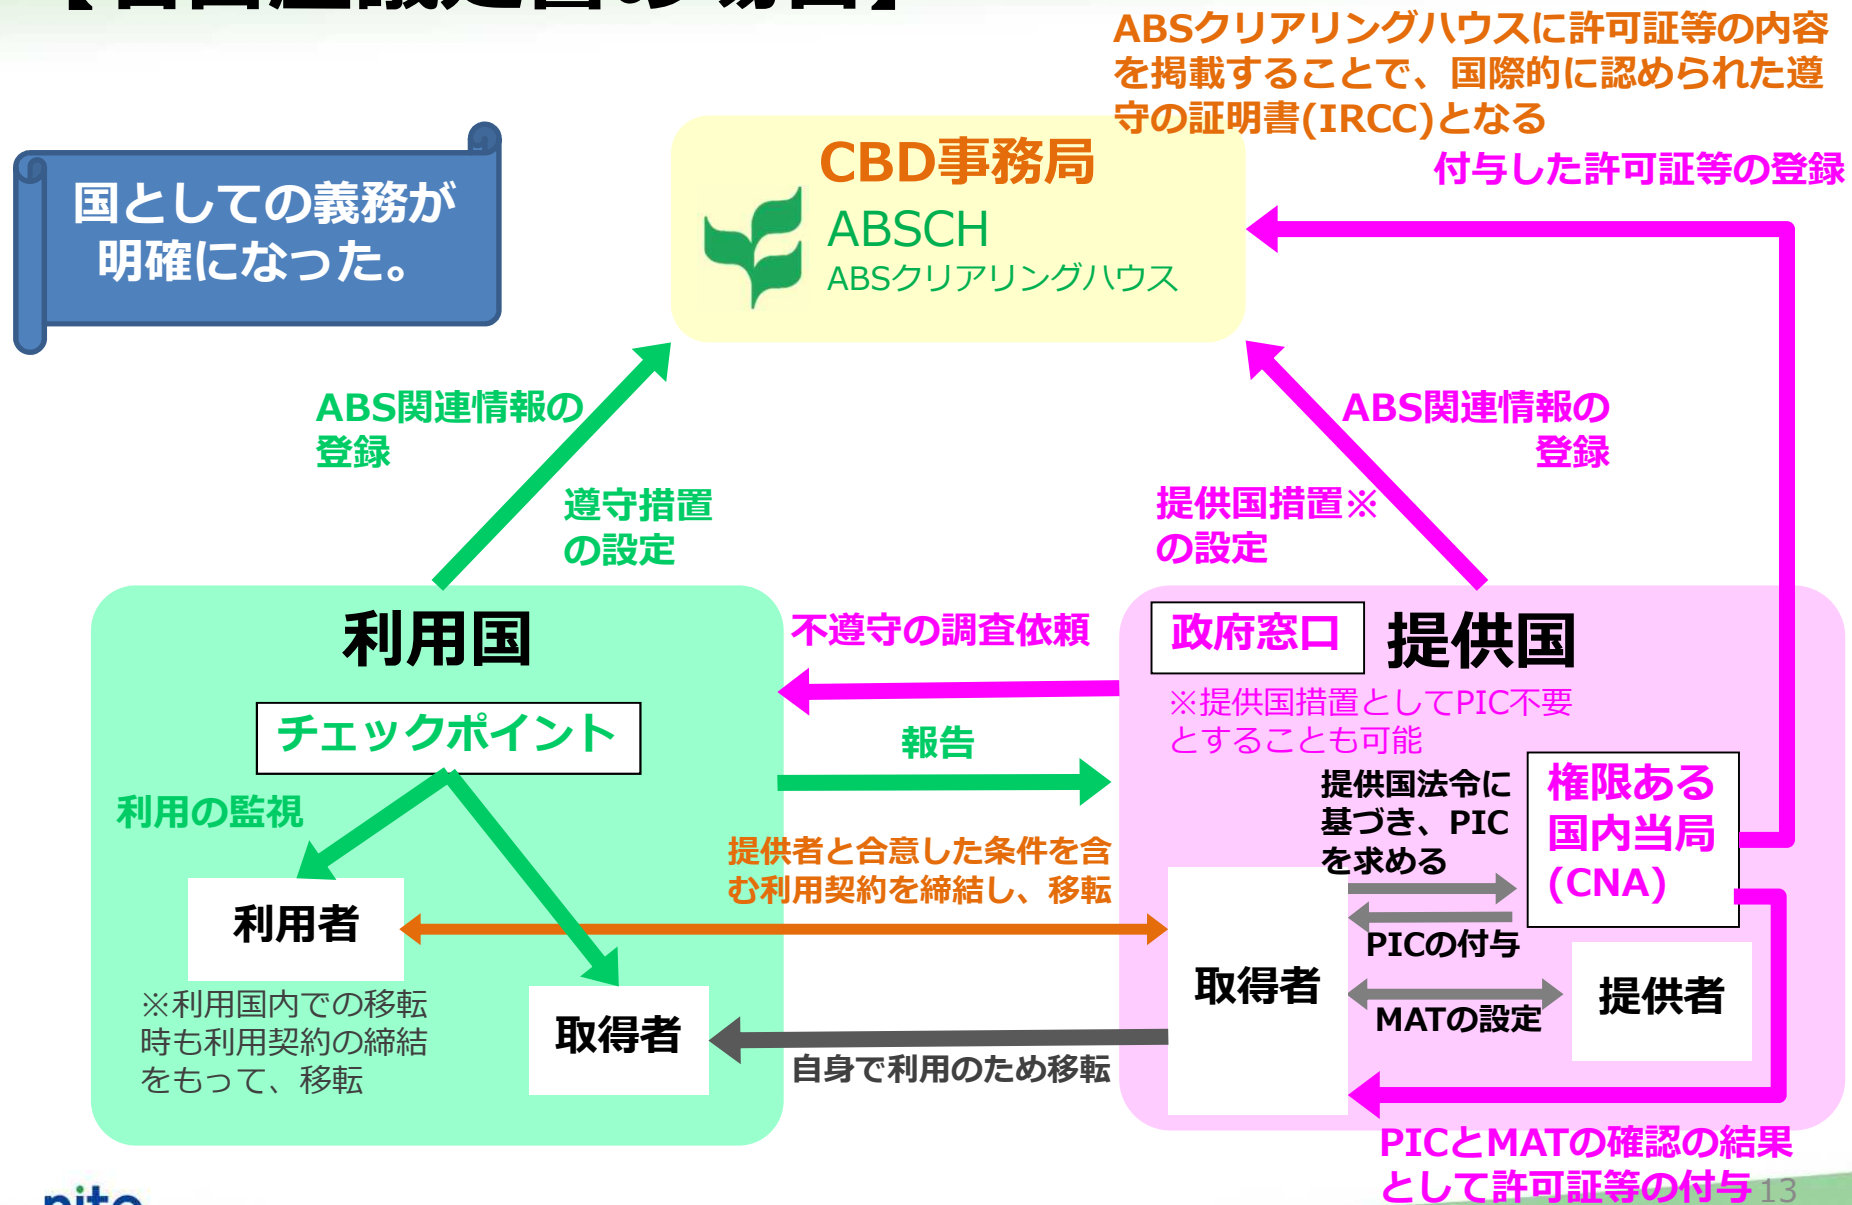 ABSクリアリングハウスに許可証等の内容
を掲載することで、国際的に認められた遵
守の証明書(IRCC)となる
付与した許可証等の登録
国としての義務が
明確になった。
CBD事務局
ABSCH
ABSクリアリングハウス
ABS関連情報の
登録
遵守措置
の設定
ABS関連情報の
登録
提供国措置※
の設定
利用国
チェックポイント
利用の監視
利用者
※利用国内での移転
時も利用契約の締結
をもって、移転
取得者
不遵守の調査依頼
報告
提供者と合意した条件を含
む利用契約を締結し、移転
自身で利用のため移転
政府窓口
提供国
※提供国措置としてPIC不要
とすることも可能
提供国法令に
基づき、PIC
を求める
権限ある
国内当局
(CNA)
PICの付与
取得者
MATの設定
提供者
PICとMATの確認の結果
として許可証等の付与
13
nite